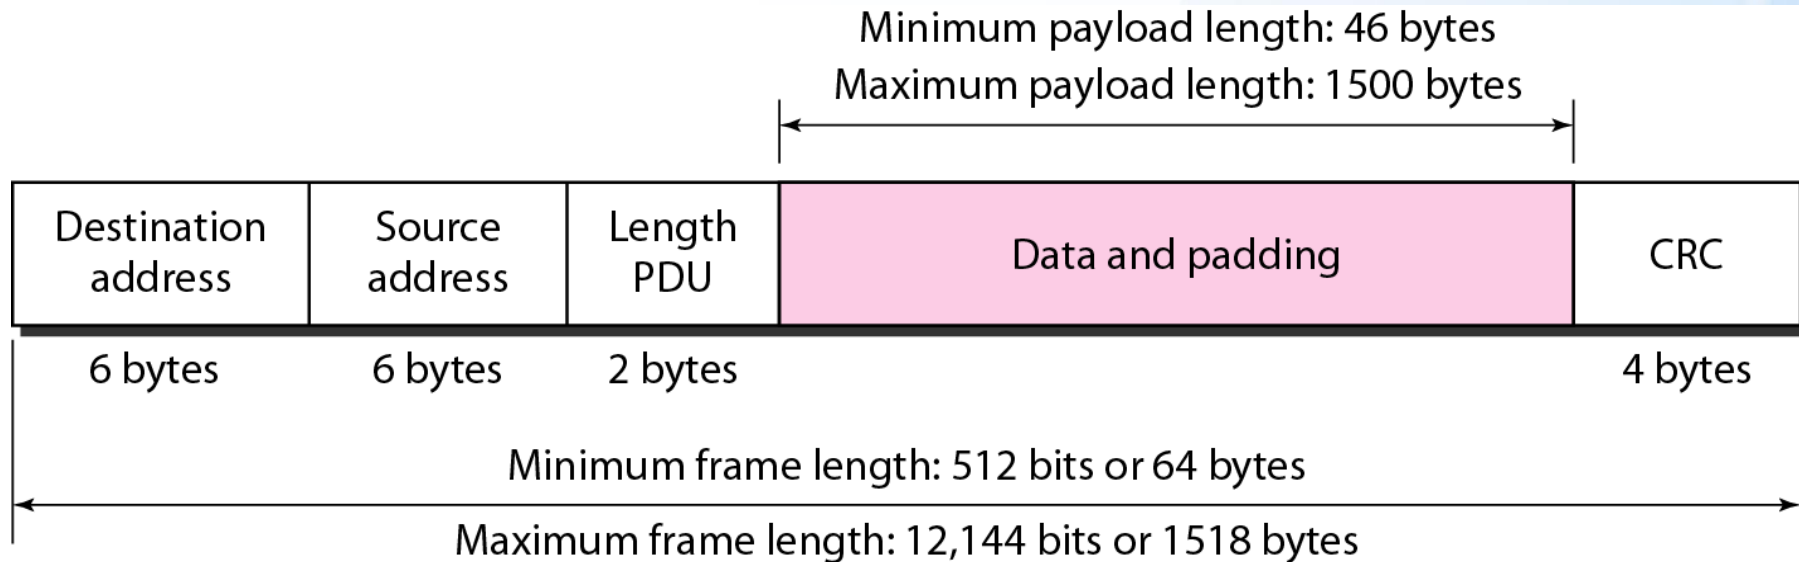 Minimum payload length: 46 bytes
Maximum payload length: 1500 bytes
Destination
address
Source
address
Length
PDU
Data and padding
CRC
6 bytes
6 bytes
2 bytes
4 bytes
Minimum frame length: 512 bits or 64 bytes
Maximum frame length: 12,144 bits or 1518 bytes